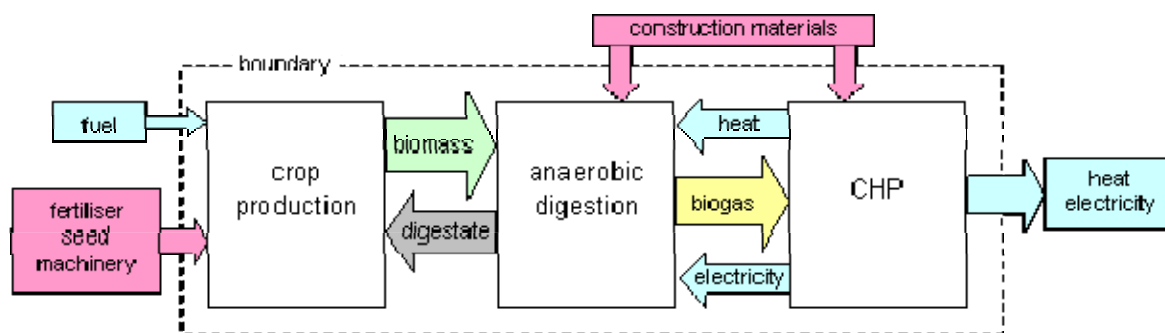 construction materials
boundary
fuel
biomass
heat
crop
production
anaerobic
digestion
CHP
heat
electricity
fertiliser
seed
machinery
digestate
biogas
electricity